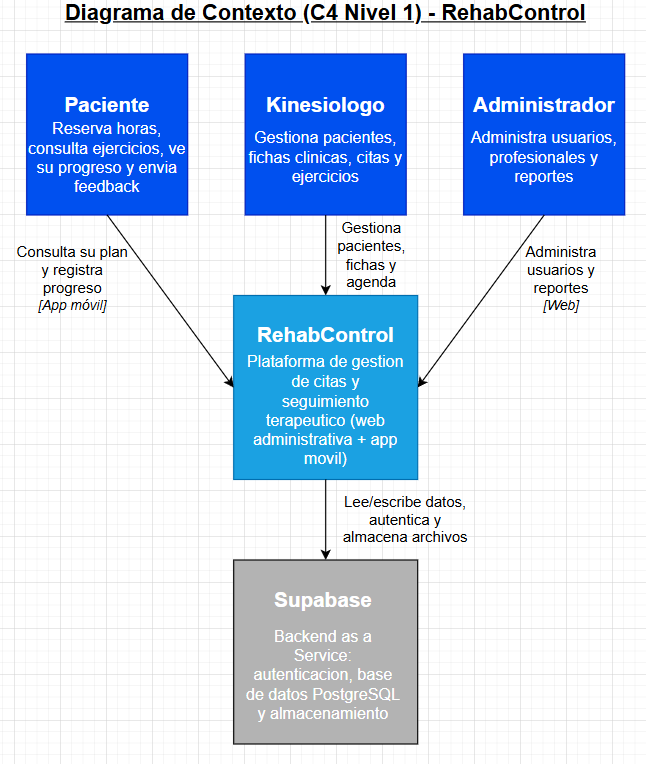 Diagrama de Contexto (C4 Nivel 1) - RehabControl
Paciente
Reserva horas,
consulta ejercicios, ve
su progreso y envia
feedback
Kinesiologo
Gestiona pacientes,
fichas clinicas, citas y
ejercicios
Administrador
Administra usuarios,
profesionales y
reportes
Consulta su plan
y registra
progreso
[App móvil]
Gestiona
pacientes,
fichas y
agenda
Administra
usuarios y
reportes
[Web]
RehabControl
Plataforma de gestion
de citas y
seguimiento
terapeutico (web
administrativa + app
movil)
Lee/escribe datos,
autentica y
almacena archivos
Supabase
Backend as a
Service:
autenticacion, base
de datos PostgreSQL
y almacenamiento